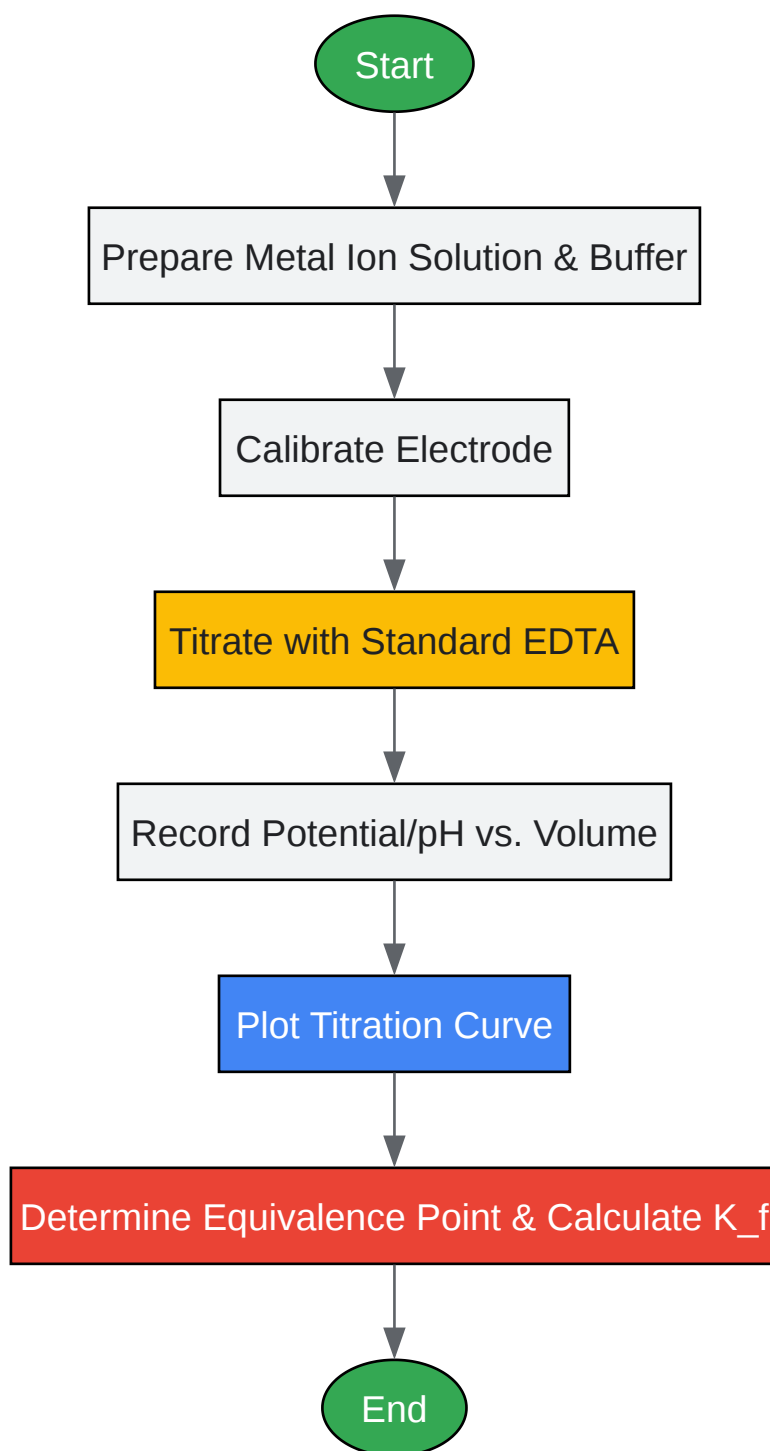 Start
Prepare Metal Ion Solution & Buffer
Calibrate Electrode
Titrate with Standard EDTA
Record Potential/pH vs. Volume
Plot Titration Curve
Determine Equivalence Point & Calculate K_f
End